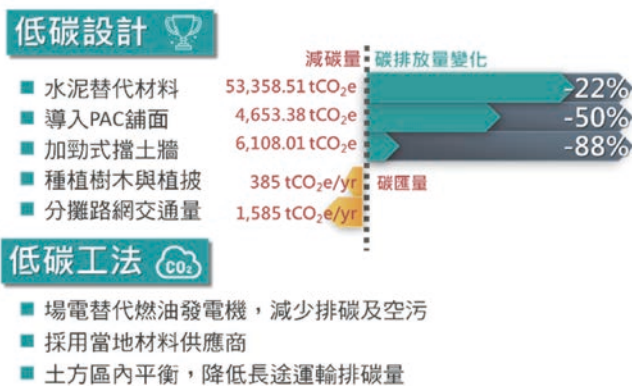 低碳設計
減碳量 碳排放量變化
水泥替代材料 53,358.51 tCO₂e -22%
導入PAC舖面 4,653.38 tCO₂e -50%
加勁式擋土牆 6,108.01 tCO₂e -88%
種植樹木與植披 385 tCO₂e/yr 碳匯量
分攤路網交通量 1,585 tCO₂e/yr
低碳工法 CO₂
場電替代燃油發電機，減少排碳及空污
採用當地材料供應商
土方區內平衡，降低長途運輸排碳量